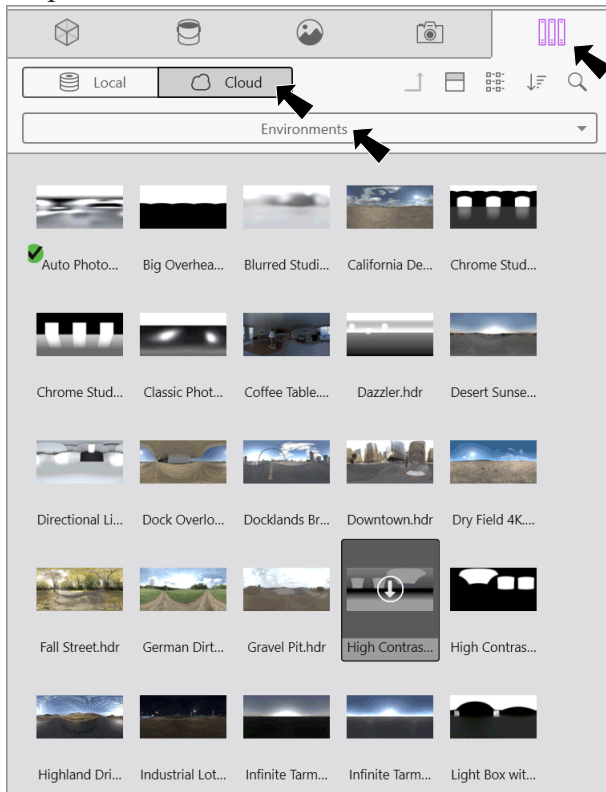 Local Cloud
Environments
Auto Photo... Big Overhea... Blurred Studi... California De... Chrome Stud...
Chrome Stud... Classic Phot... Coffee Table.... Dazzler.hdr Desert Sunse...
Directional Li... Dock Overlo... Docklands Br... Downtown.hdr Dry Field 4K....
Fall Street.hdr German Dirt... Gravel Pit.hdr High Contras... High Contras...
Highland Dri... Industrial Lot... Infinite Tarm... Infinite Tarm... Light Box wit...